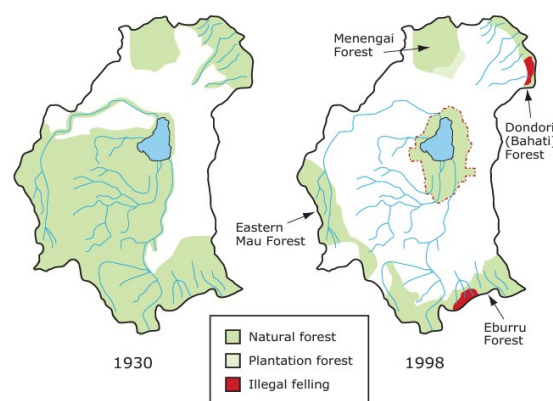 Menengai
Forest
Dondori
(Bahati)
Forest
Eastern
Mau Forest
Eburru
Forest
Natural forest
Plantation forest
Illegal felling
1930
1998